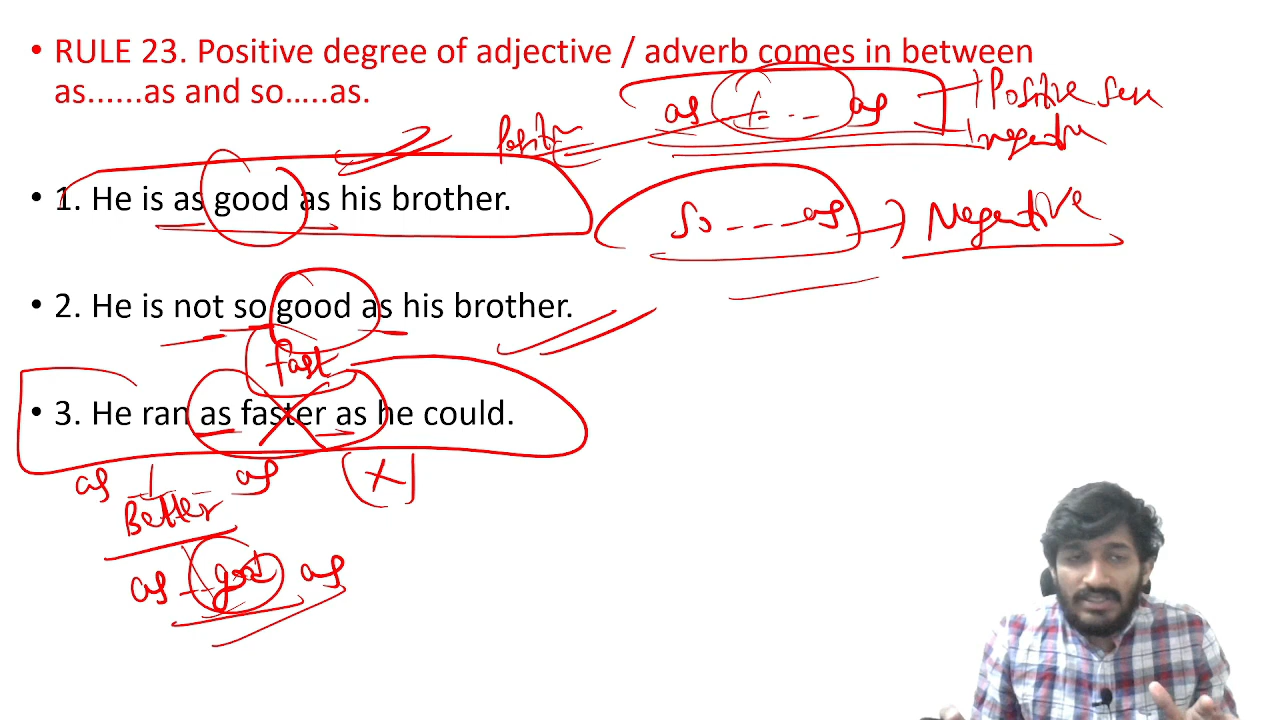 • RULE 23. Positive degree of adjective / adverb comes in between
as......as and so.....as.
as ... as
Positive
negative
• 1. He is as good as his brother.
so ---- as → Negative
• 2. He is not so good as his brother.
fast
• 3. He ran as faster as he could.
as as (X)
Better
as good as